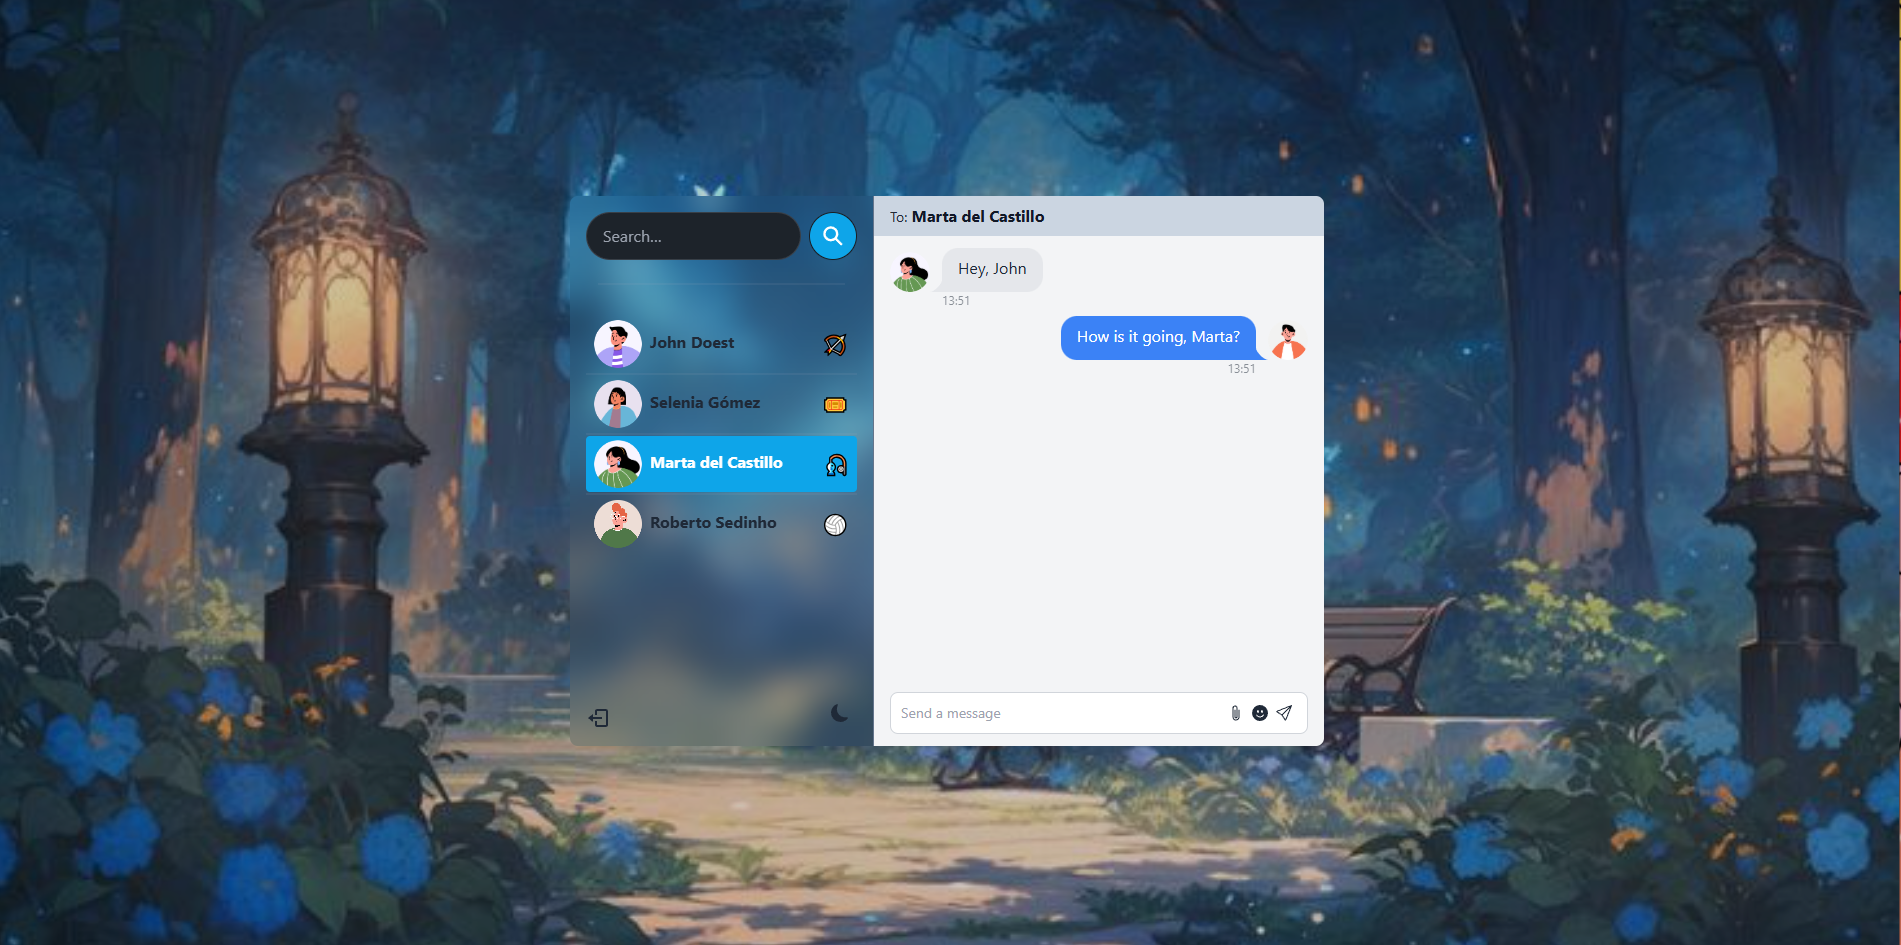 Search...
John Doest
Selenia Gómez
Marta del Castillo
Roberto Sedinho
To: Marta del Castillo
Hey, John
13:51
How is it going, Marta?
13:51
Send a message